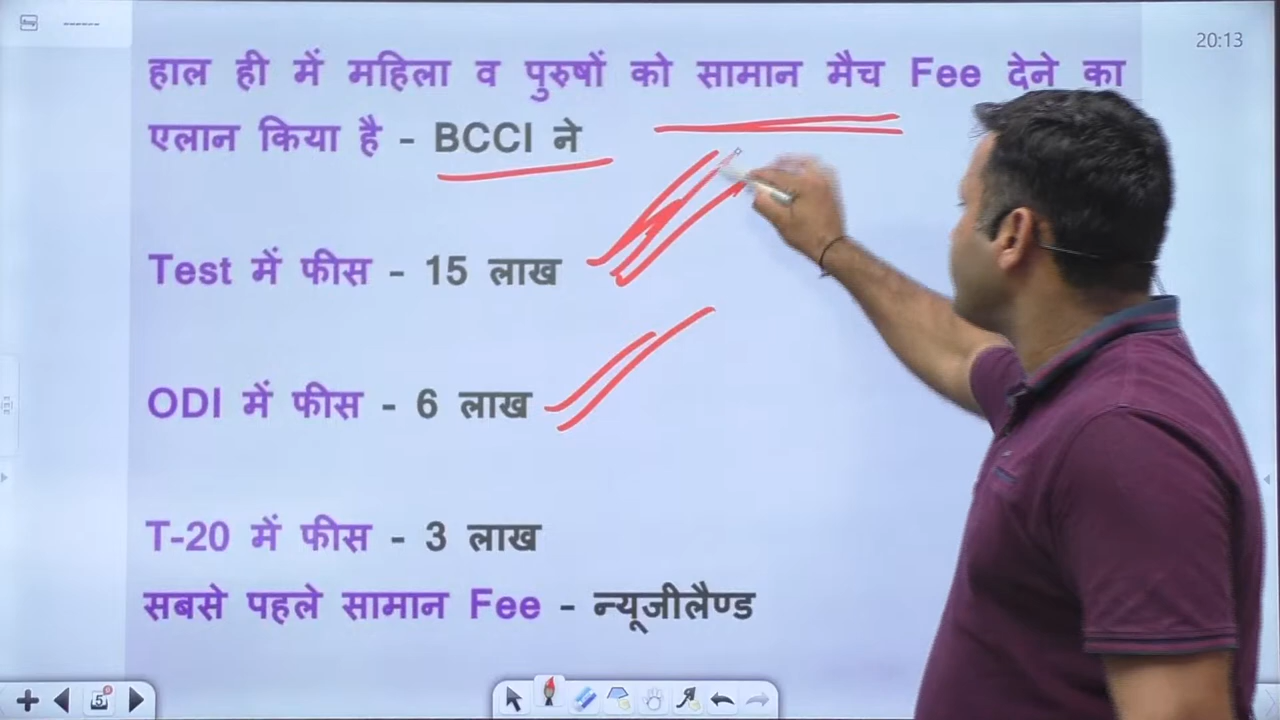 20:13
हाल ही में महिला व पुरुषों को सामान मैच Fee देने का
एलान किया है - BCCI ने
Test में फीस - 15 लाख
ODI में फीस - 6 लाख
T-20 में फीस - 3 लाख
सबसे पहले सामान Fee - न्यूजीलैण्ड